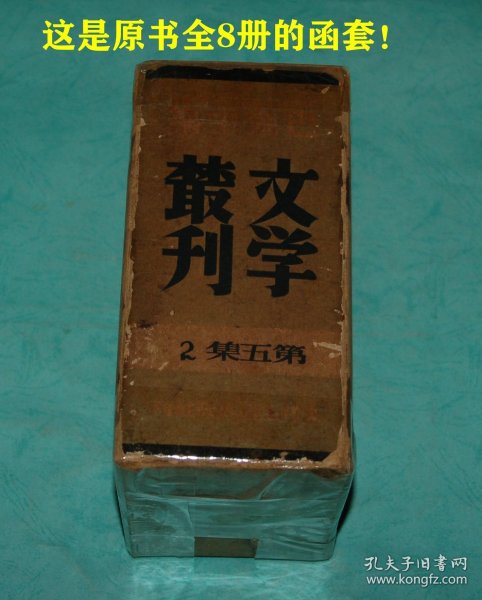 这是原书全8册的函套！
文学
叢刊
第五集 2
孔夫子旧书网
www.kongfz.com